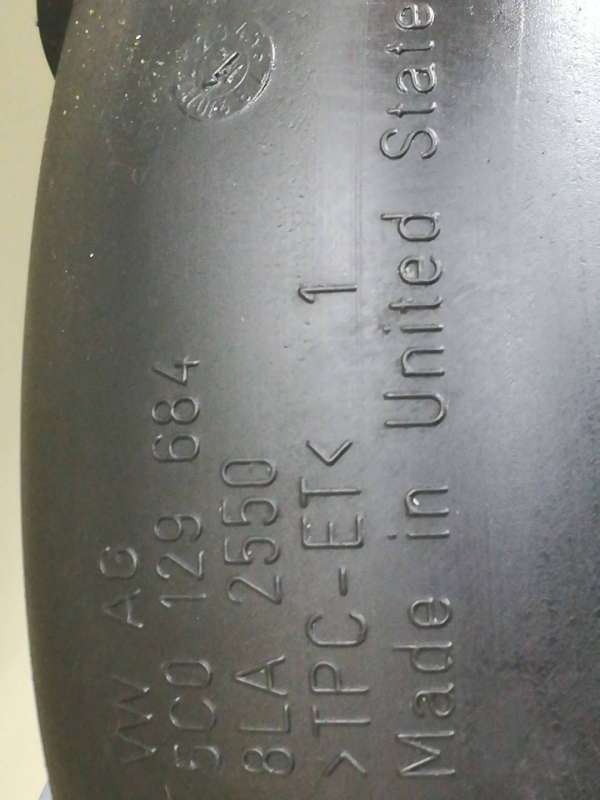 VW AG
5C0 129 684
8LA 2550
>TPC-ET< 1
Made in United State